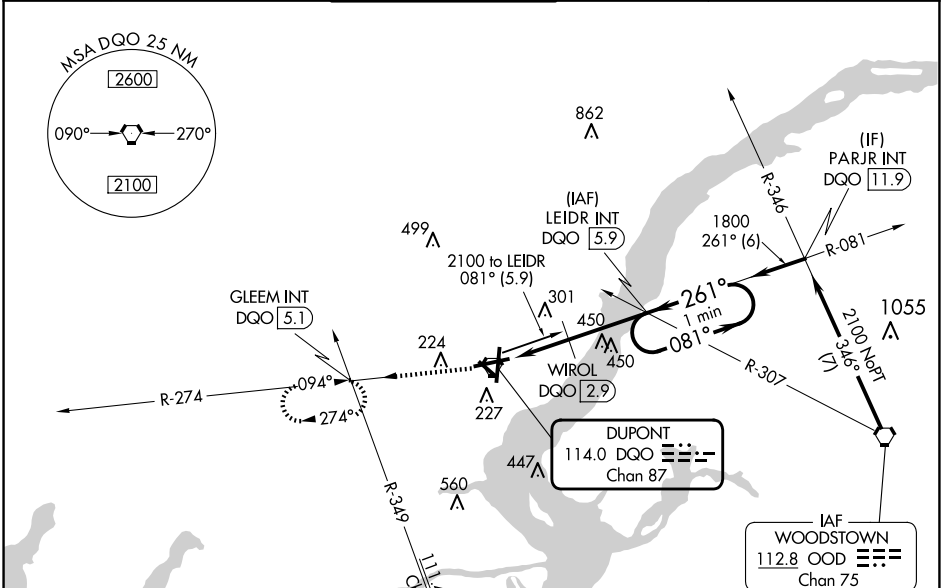 MSA DQO 25 NM
2600
090°
270°
2100
862
(IF)
PARJR INT
DQO 11.9
R-346
(IAF)
LEIDR INT
DQO 5.9
1800
261° (6)
R-081
499
2100 to LEIDR
081° (5.9)
GLEEM INT
DQO 5.1
301
261°
1 min
081°
1055
2100 NoPT
346°
(7)
224
450
450
WIROL
DQO 2.9
R-307
R-274
094°
274°
227
DUPONT
114.0 DQO
Chan 87
447
560
R-349
IAF
WOODSTOWN
112.8 OOD
Chan 75